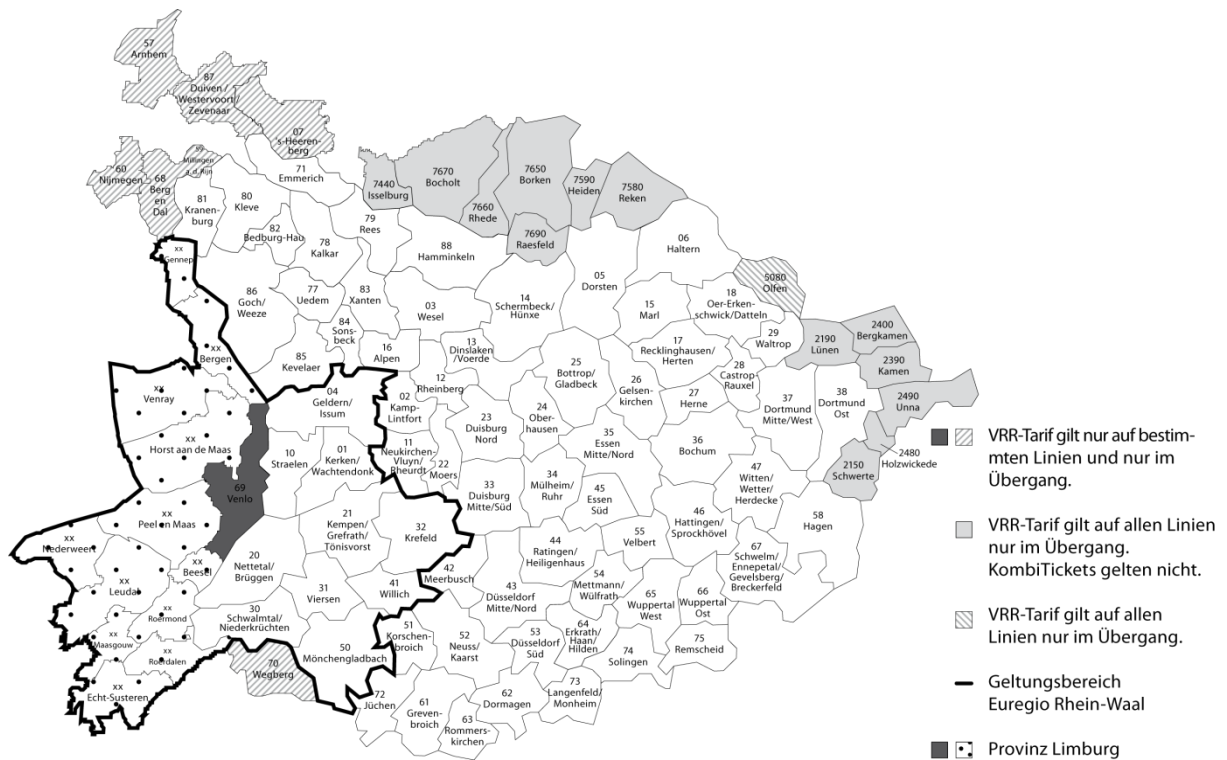 57
Arnhem
87
Duiven /
Westervoort//
Zevenaar
07
's-Heeren-
berg
59
Millingen
a. d. Rijn
60
Nijmegen
68
Berg
en
Dal
71
Emmerich
81
Kranen-
burg
80
Kleve
82
Bedburg-Hau
79
Rees
7440
Isselburg
7670
Bocholt
7660
Rhede
7650
Borken
7590
Heiden
7580
Reken
7690
Raesfeld
xx
Gennep
78
Kalkar
88
Hamminkeln
06
Haltern
86
Goch/
Weeze
77
Uedem
83
Xanten
03
Wesel
14
Schermbeck/
Hünxe
05
Dorsten
15
Marl
18
Oer-Erken-
schwick/Datteln
5080
Olfen
84
Sons-
beck
85
Kevelaer
16
Alpen
13
Dinslaken
/Voerde
17
Recklinghausen/
Herten
29
Waltrop
2190
Lünen
2400
Bergkamen
2390
Kamen
xx
Bergen
xx
Venray
04
Geldern/
Issum
02
Kamp-
Lintfort
12
Rheinberg
25
Bottrop/
Gladbeck
26
Gelsen-
kirchen
28
Castrop-
Rauxel
27
Herne
37
Dortmund
Mitte/West
38
Dortmund
Ost
2490
Unna
xx
Horst aan de Maas
10
Straelen
01
Kerken/
Wachtendonk
11
Neukirchen-
Vluyn/
Rheurdt
22
Moers
23
Duisburg
Nord
24
Ober-
hausen
35
Essen
Mitte/Nord
36
Bochum
2480
Holzwickede
2150
Schwerte
69
Venlo
33
Duisburg
Mitte/Süd
34
Mülheim/
Ruhr
45
Essen
Süd
47
Witten/
Wetter/
Herdecke
xx
Peel en Maas
21
Kempen/
Grefrath/
Tönisvorst
32
Krefeld
46
Hattingen/
Sprockhövel
58
Hagen
xx
Nederweert
xx
Beesel
20
Nettetal/
Brüggen
44
Ratingen/
Heiligenhaus
55
Velbert
67
Schwelm/
Ennepetal/
Gevelsberg/
Breckerfeld
xx
Leudal
31
Viersen
41
Willich
42
Meerbusch
43
Düsseldorf
Mitte/Nord
54
Mettmann/
Wülfrath
65
Wuppertal
West
66
Wuppertal
Ost
xx
Roermond
30
Schwalmtal/
Niederkrüchten
51
Korschen-
broich
52
Neuss/
Kaarst
53
Düsseldorf
Süd
64
Erkrath/
Haan/
Hilden
74
Solingen
75
Remscheid
xx
Maasgouw
xx
Roerdalen
50
Mönchengladbach
70
Wegberg
xx
Echt-Susteren
72
Jüchen
61
Greven-
broich
62
Dormagen
63
Rommers-
kirchen
73
Langenfeld/
Monheim
VRR-Tarif gilt nur auf bestim-
mten Linien und nur im
Übergang.
VRR-Tarif gilt auf allen Linien
nur im Übergang.
KombiTickets gelten nicht.
VRR-Tarif gilt auf allen
Linien nur im Übergang.
Geltungsbereich
Euregio Rhein-Waal
Provinz Limburg